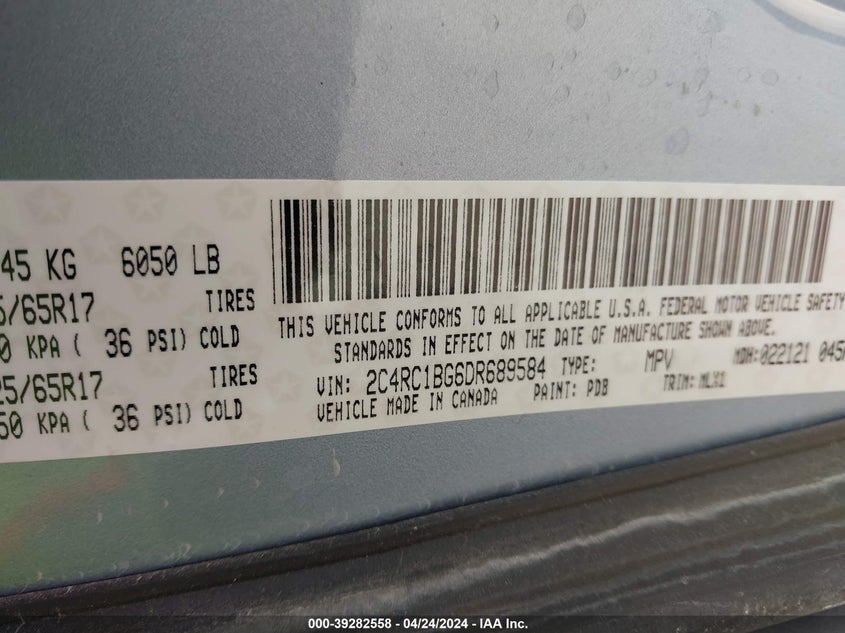 45 KG 6050 LB
5/65R17 TIRES
0 KPA ( 36 PSI) COLD
25/65R17 TIRES
50 KPA ( 36 PSI) COLD
THIS VEHICLE CONFORMS TO ALL APPLICABLE U.S.A. FEDERAL MOTOR VEHICLE SAFETY
STANDARDS IN EFFECT ON THE DATE OF MANUFACTURE SHOWN ABOVE.
VIN: 2C4RC1BG6DR689584 TYPE: MPV MDH:022121 045
VEHICLE MADE IN CANADA PAINT: PDB TRIM: MLX1
000-39282558 - 04/24/2024 - IAA Inc.